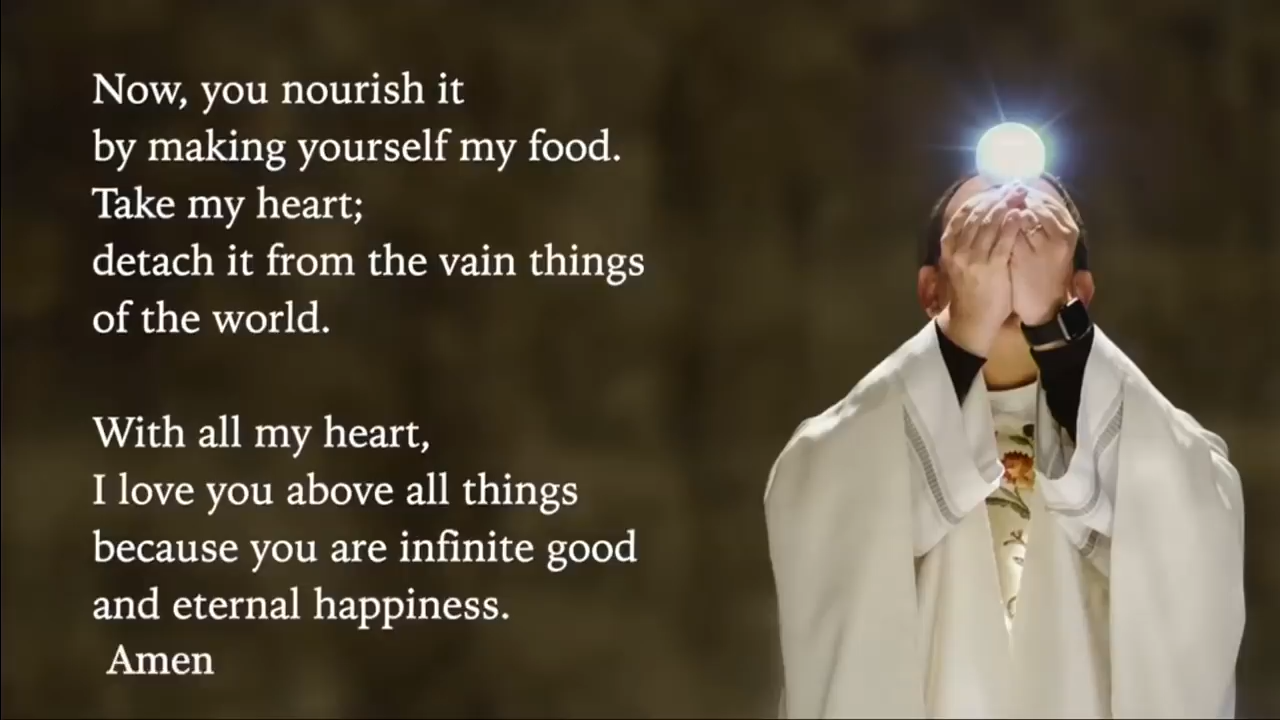 Now, you nourish it
by making yourself my food.
Take my heart;
detach it from the vain things
of the world.
With all my heart,
I love you above all things
because you are infinite good
and eternal happiness.
Amen